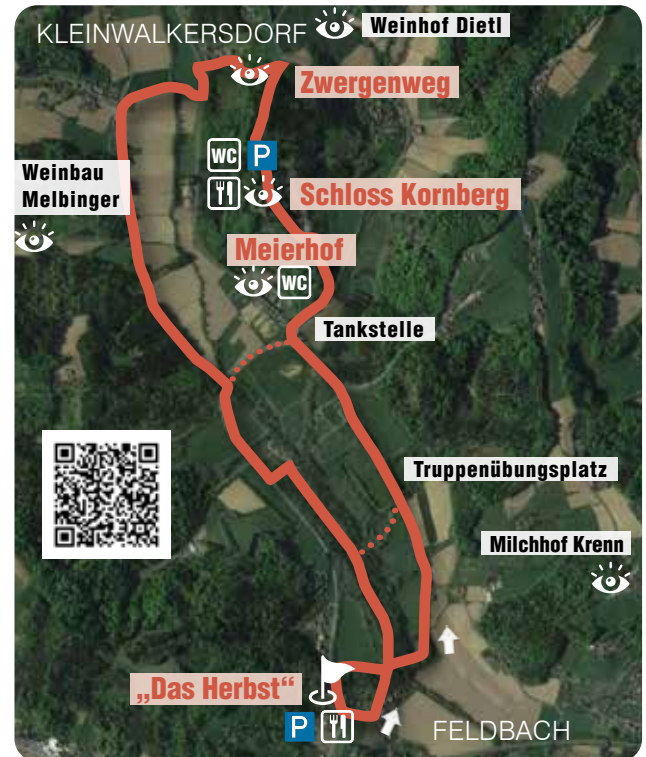 KLEINWALKERSDORF
Weinhof Dietl
Zwergenweg
WC P
Weinbau
Melbinger
Schloss Kornberg
Meierhof
WC
Tankstelle
Truppenübungsplatz
Milchhof Krenn
„Das Herbst“
P
FELDBACH